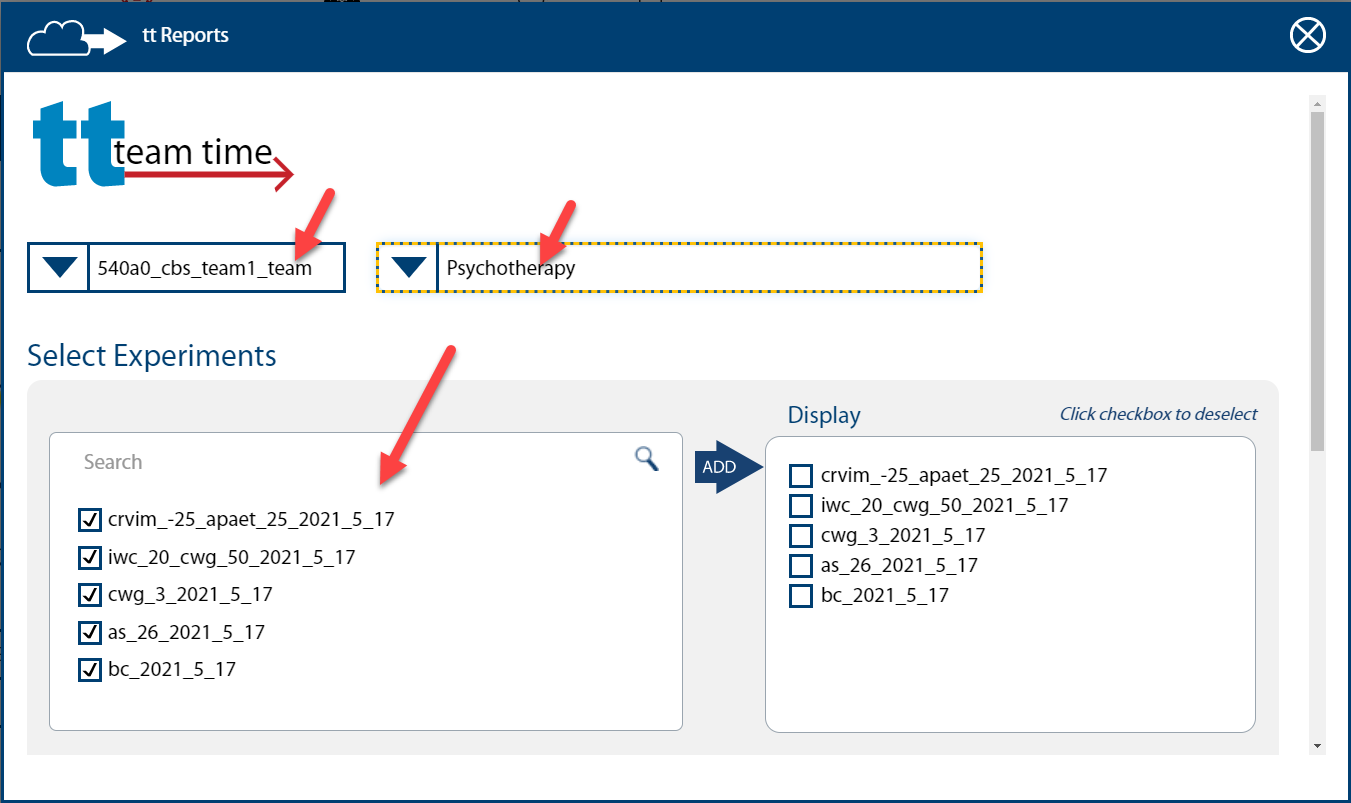 tt Reports
tt team time
540a0_cbs_team1_team
Psychotherapy
Select Experiments
Search
crvim_-25_apaet_25_2021_5_17
iwc_20_cwg_50_2021_5_17
cwg_3_2021_5_17
as_26_2021_5_17
bc_2021_5_17
ADD
Display
Click checkbox to deselect
crvim_-25_apaet_25_2021_5_17
iwc_20_cwg_50_2021_5_17
cwg_3_2021_5_17
as_26_2021_5_17
bc_2021_5_17